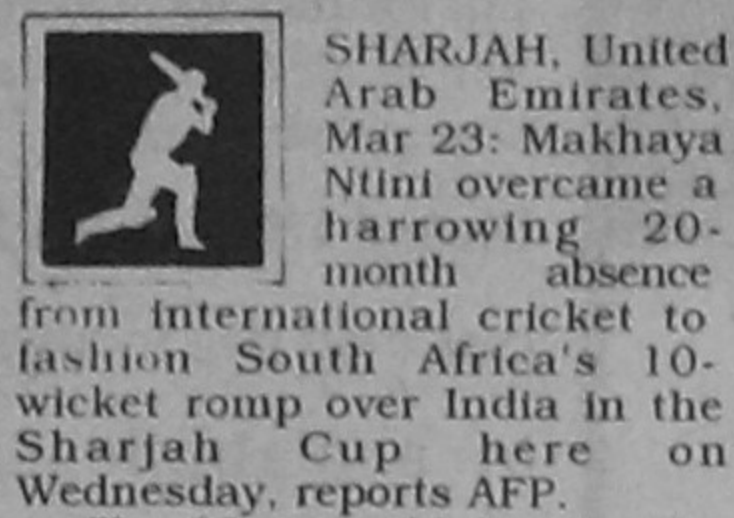 SHARJAH, United
Arab Emirates,
Mar 23: Makhaya
Ntini overcame a
harrowing 20-
month absence
from international cricket to
fashion South Africa's 10-
wicket romp over India in the
Sharjah Cup here on
Wednesday, reports AFP.